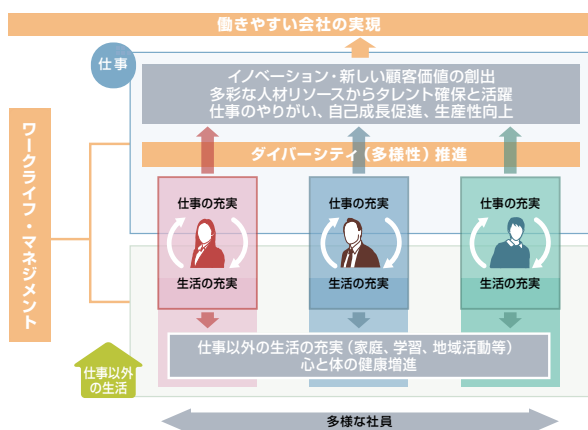 働きやすい会社の実現
仕事
イノベーション・新しい顧客価値の創出
多彩な人材リソースからタレント確保と活躍
仕事のやりがい、自己成長促進、生産性向上
ワークライフ・マネジメント
ダイバーシティ(多様性)推進
仕事の充実
仕事の充実
仕事の充実
生活の充実
生活の充実
生活の充実
仕事以外の生活の充実(家庭、学習、地域活動等)
心と体の健康増進
仕事以外
の生活
多様な社員